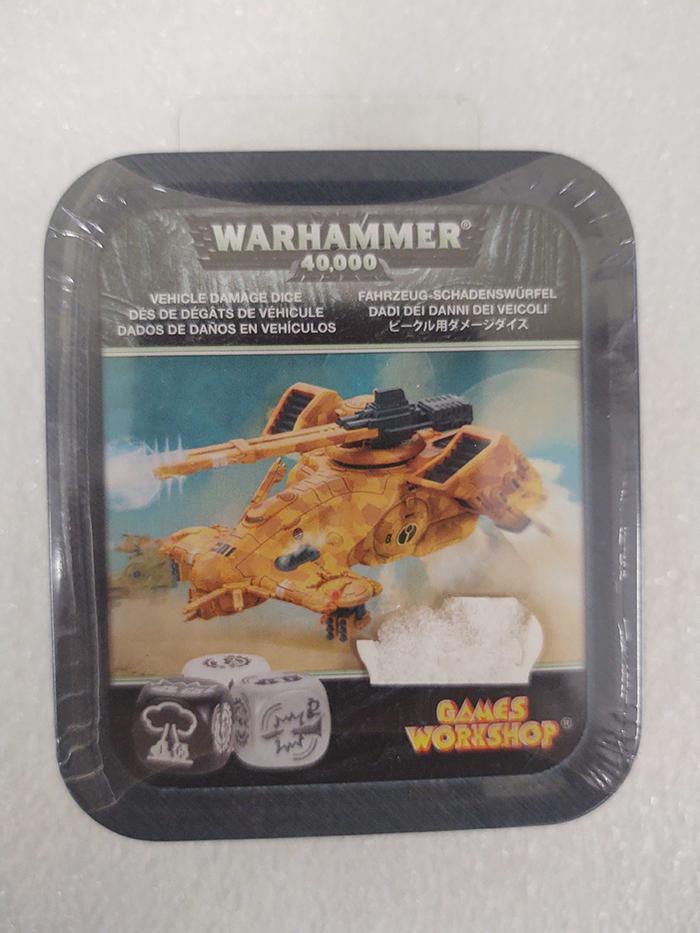 WARHAMMER®
40,000
VEHICLE DAMAGE DICE
DÉS DE DÉGÂTS DE VÉHICULE
DADOS DE DAÑOS EN VEHÍCULOS
FAHRZEUG-SCHADENSWÜRFEL
DADI DEI DANNI DEI VEICOLI
ビークル用ダメージダイス
GAMES
WORKSHOP®